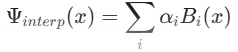 Ψ_{interp}(x) = \sum_{i} α_i B_i(x)